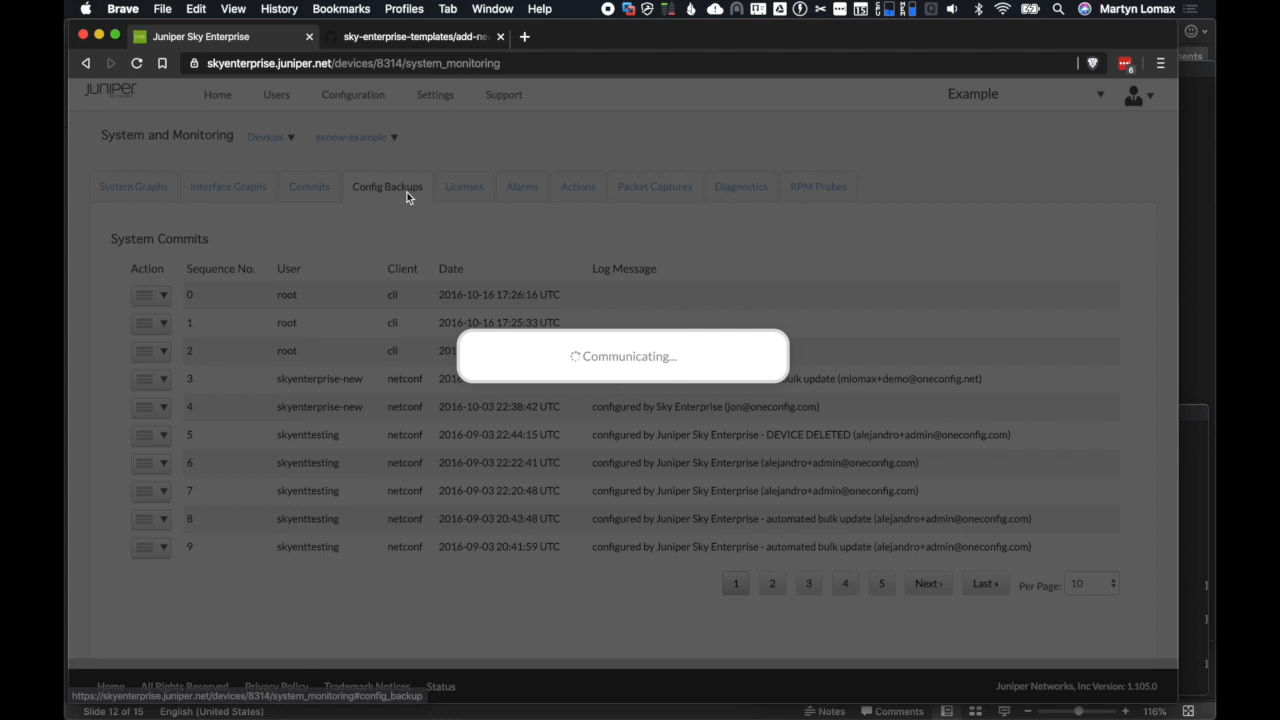 Brave File Edit View History Bookmarks Profiles Tab Window Help Martyn Lomax
Juniper Sky Enterprise sky-enterprise-templates/add-ne
skyenterprise.juniper.net/devices/8314/system_monitoring
6
JUNIPER
Home Users Configuration Settings Support Example
System and Monitoring Devices exnew-example
System Graphs Interface Graphs Commits Config Backups Licenses Alarms Actions Packet Captures Diagnostics RPM Probes
System Commits
Action Sequence No. User Client Date Log Message
0 root cli 2016-10-16 17:26:16 UTC
1 root cli 2016-10-16 17:25:33 UTC
2 root cli 201
Communicating...
3 skyenterprise-new netconf 2016 bulk update (mlomax+demo@oneconfig.net)
4 skyenterprise-new netconf 2016-10-03 22:38:42 UTC configured by Sky Enterprise (jon@oneconfig.com)
5 skyenttesting netconf 2016-09-03 22:44:15 UTC configured by Juniper Sky Enterprise - DEVICE DELETED (alejandro+admin@oneconfig.com)
6 skyenttesting netconf 2016-09-03 22:22:41 UTC configured by Juniper Sky Enterprise (alejandro+admin@oneconfig.com)
7 skyenttesting netconf 2016-09-03 22:20:48 UTC configured by Juniper Sky Enterprise (alejandro+admin@oneconfig.com)
8 skyenttesting netconf 2016-09-03 20:43:48 UTC configured by Juniper Sky Enterprise - automated bulk update (alejandro+admin@oneconfig.com)
9 skyenttesting netconf 2016-09-03 20:41:59 UTC configured by Juniper Sky Enterprise - automated bulk update (alejandro+admin@oneconfig.com)
1 2 3 4 5 Next › Last » Per Page: 10
Home All Rights Reserved Privacy Policy Trademark Notices Status Juniper Networks, Inc Version: 1.105.0
https://skyenterprise.juniper.net/devices/8314/system_monitoring#config_backup
Slide 12 of 15 English (United States) Notes Comments 116%